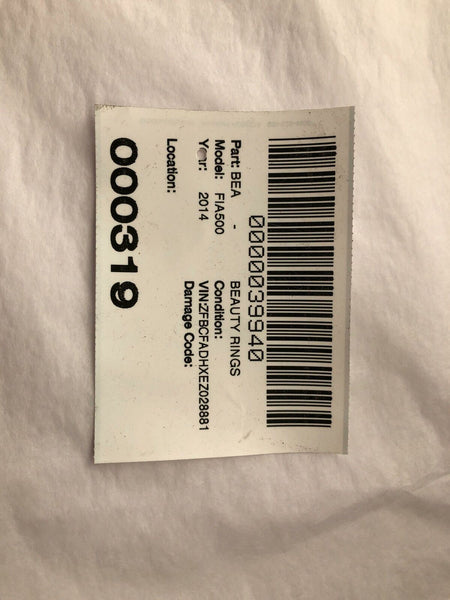 0000039940
Part: BEA - BEAUTY RINGS
Model: FIA500 Condition:
Year: 2014 VIN:ZFBCFADHXEZ028881
Damage Code:
Location:
000319